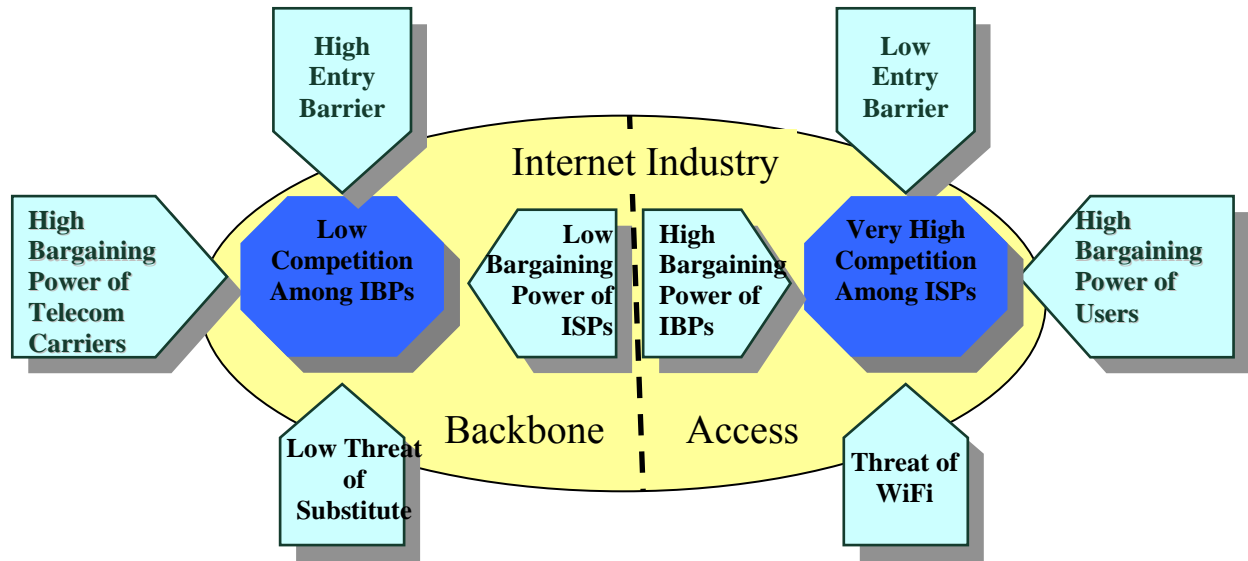 High
Entry
Barrier
Low
Entry
Barrier
Internet Industry
High
Bargaining
Power of
Telecom
Carriers
Low
Competition
Among IBPs
Low
Bargaining
Power of
ISPs
High
Bargaining
Power of
IBPs
Very High
Competition
Among ISPs
High
Bargaining
Power of
Users
Backbone
Access
Low Threat
of
Substitute
Threat of
WiFi